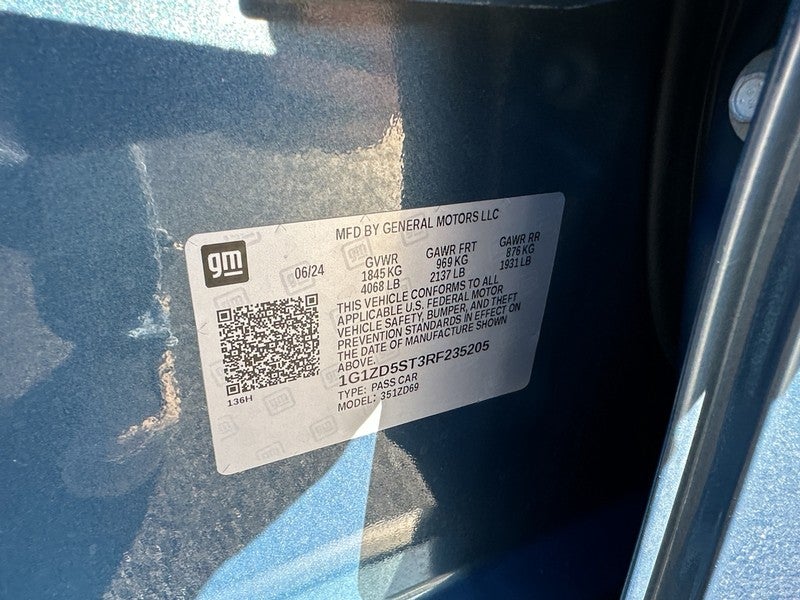 MFD BY GENERAL MOTORS LLC
gm
06/24
GVWR
1845 KG
4068 LB
GAWR FRT
969 KG
2137 LB
GAWR RR
876 KG
1931 LB
THIS VEHICLE CONFORMS TO ALL
APPLICABLE U.S. FEDERAL MOTOR
VEHICLE SAFETY, BUMPER, AND THEFT
PREVENTION STANDARDS IN EFFECT ON
THE DATE OF MANUFACTURE SHOWN
ABOVE.
1G1ZD5ST3RF235205
TYPE: PASS CAR
MODEL: 351ZD69
136H